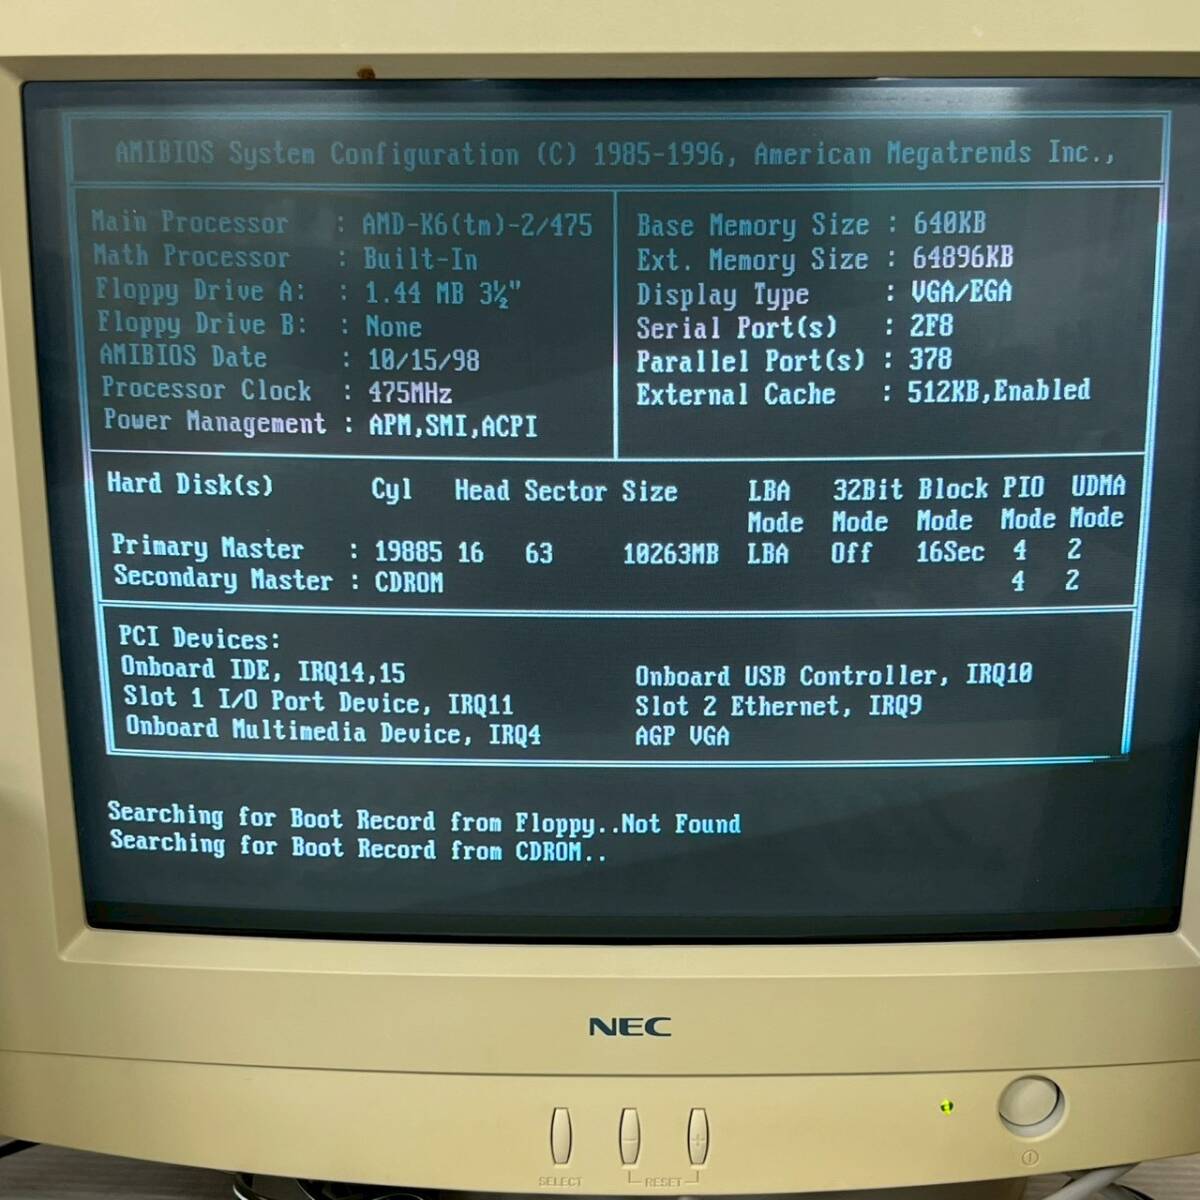 AMIBIOS System Configuration (C) 1985-1996, American Megatrends Inc.,
Main Processor : AMD-K6(tm)-2/475
Math Processor : Built-In
Floppy Drive A: : 1.44 MB 3½"
Floppy Drive B: : None
AMIBIOS Date : 10/15/98
Processor Clock : 475MHz
Power Management : APM,SMI,ACPI
Base Memory Size : 640KB
Ext. Memory Size : 64896KB
Display Type : VGA/EGA
Serial Port(s) : 2F8
Parallel Port(s) : 378
External Cache : 512KB,Enabled
Hard Disk(s) Cyl Head Sector Size LBA 32Bit Block PIO UDMA
Mode Mode Mode Mode Mode
Primary Master : 19885 16 63 10263MB LBA Off 16Sec 4 2
Secondary Master : CDROM 4 2
PCI Devices:
Onboard IDE, IRQ14,15
Slot 1 I/O Port Device, IRQ11
Onboard Multimedia Device, IRQ4
Onboard USB Controller, IRQ10
Slot 2 Ethernet, IRQ9
AGP VGA
Searching for Boot Record from Floppy..Not Found
Searching for Boot Record from CDROM..
NEC
SELECT
RESET